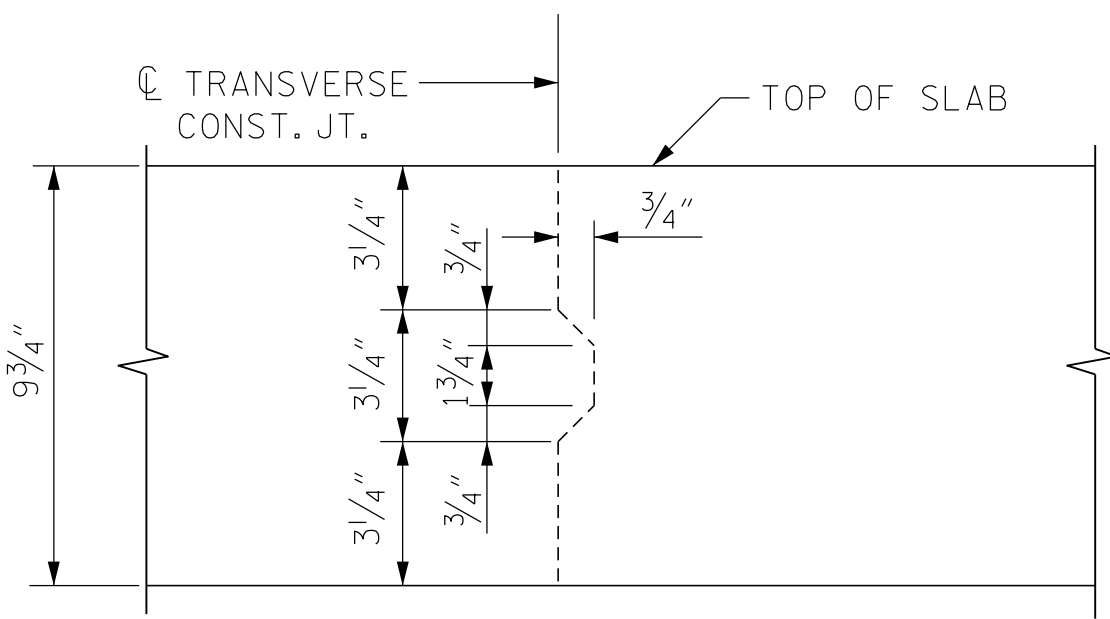 ℄ TRANSVERSE
CONST. JT.
TOP OF SLAB
3/4"
3 1/4"
3/4"
9 3/4"
3 1/4"
1 3/4"
3 1/4"
3/4"